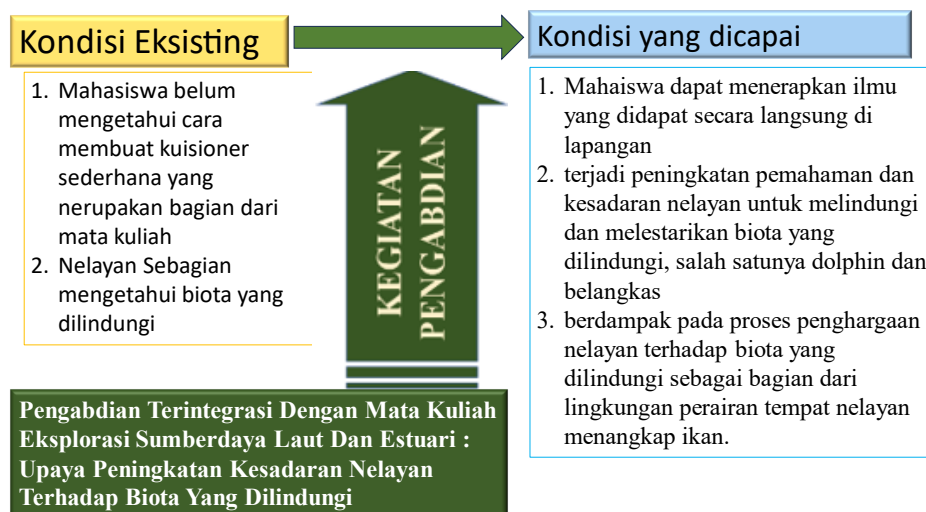 Kondisi Eksisting
Kondisi yang dicapai
1. Mahasiswa belum
mengetahui cara
membuat kuisioner
sederhana yang
nerupakan bagian dari
mata kuliah
2. Nelayan Sebagian
mengetahui biota yang
dilindungi
KEGIATAN
PENGABDIAN
1. Mahaiswa dapat menerapkan ilmu
yang didapat secara langsung di
lapangan
2. terjadi peningkatan pemahaman dan
kesadaran nelayan untuk melindungi
dan melestarikan biota yang
dilindungi, salah satunya dolphin dan
belangkas
3. berdampak pada proses penghargaan
nelayan terhadap biota yang
dilindungi sebagai bagian dari
lingkungan perairan tempat nelayan
menangkap ikan.
Pengabdian Terintegrasi Dengan Mata Kuliah
Eksplorasi Sumberdaya Laut Dan Estuari :
Upaya Peningkatan Kesadaran Nelayan
Terhadap Biota Yang Dilindungi